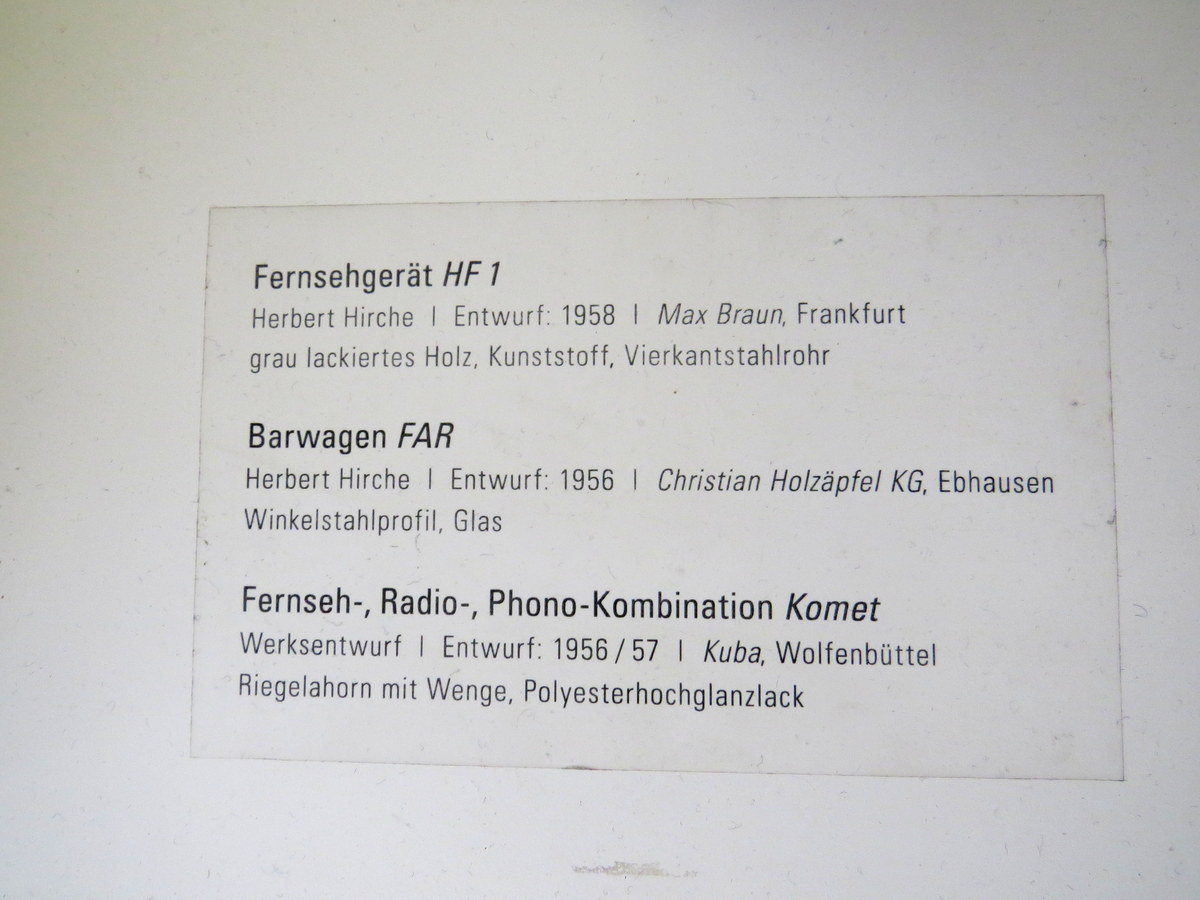 Fernsehgerät HF 1
Herbert Hirche | Entwurf: 1958 | Max Braun, Frankfurt
grau lackiertes Holz, Kunststoff, Vierkantstahlrohr
Barwagen FAR
Herbert Hirche | Entwurf: 1956 | Christian Holzäpfel KG, Ebhausen
Winkelstahlprofil, Glas
Fernseh-, Radio-, Phono-Kombination Komet
Werksentwurf | Entwurf: 1956 / 57 | Kuba, Wolfenbüttel
Riegelahorn mit Wenge, Polyesterhochglanzlack